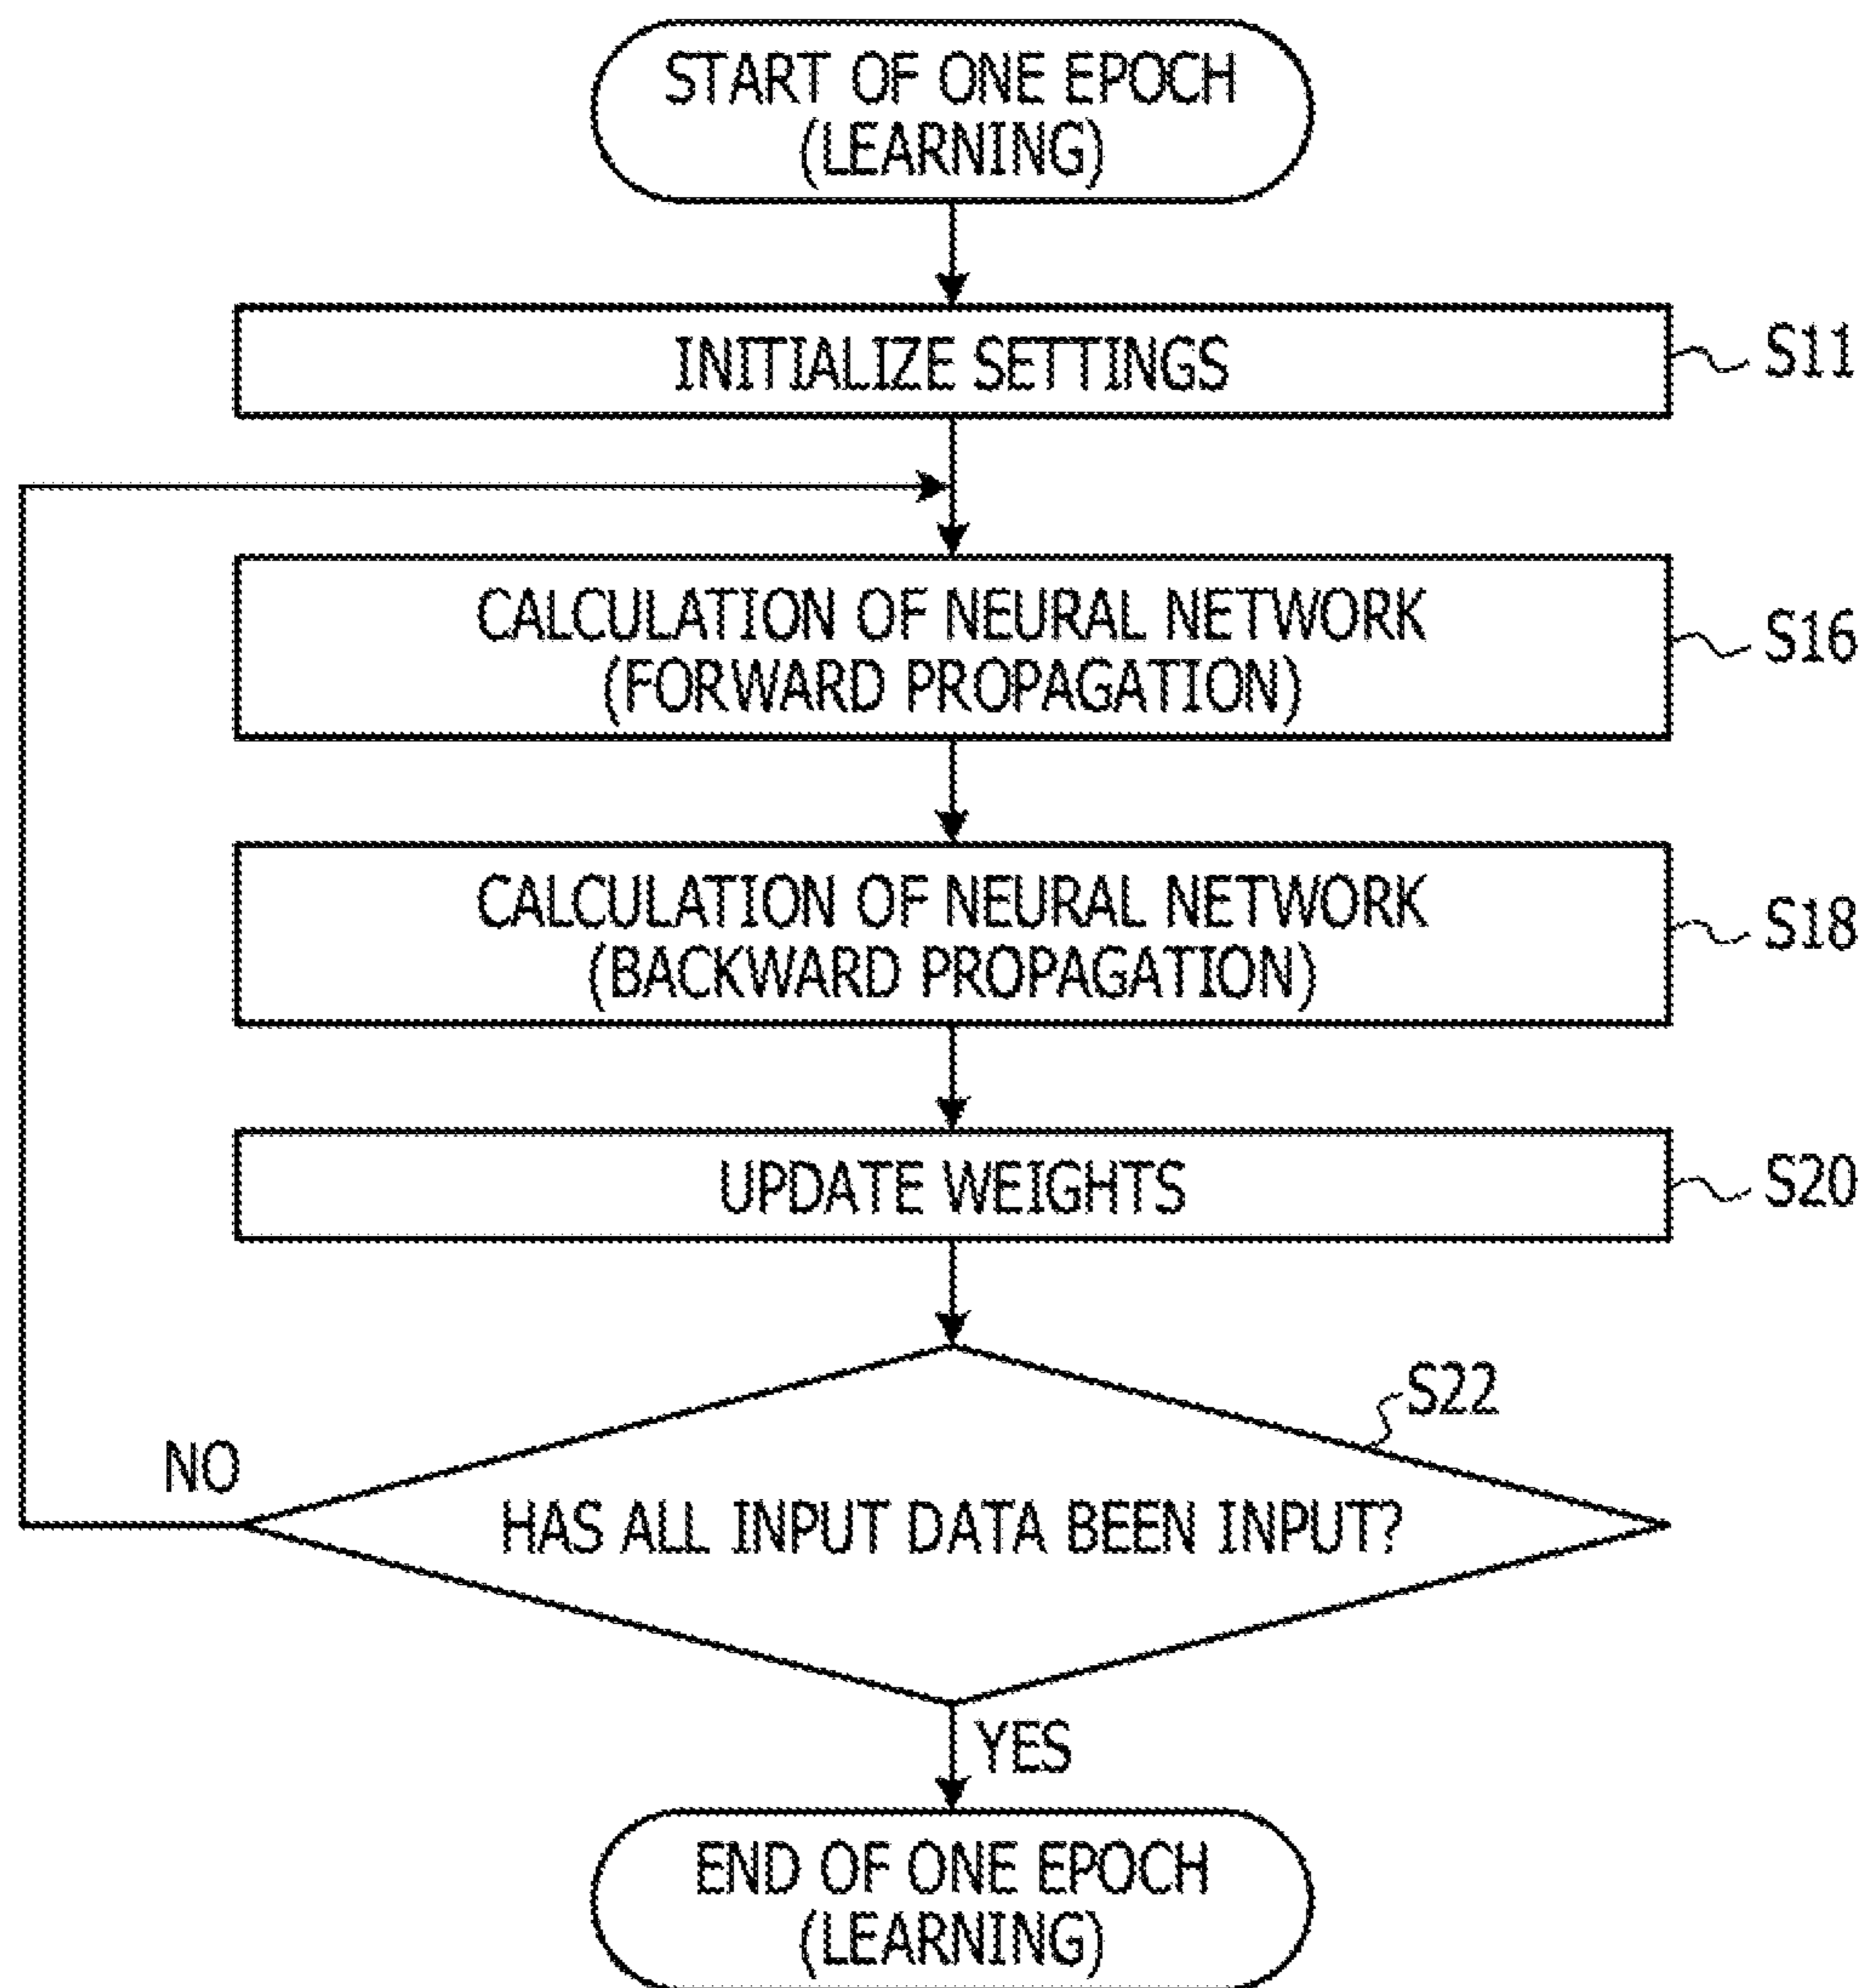 START OF ONE EPOCH
(LEARNING)
INITIALIZE SETTINGS
S11
CALCULATION OF NEURAL NETWORK
(FORWARD PROPAGATION)
S16
CALCULATION OF NEURAL NETWORK
(BACKWARD PROPAGATION)
S18
UPDATE WEIGHTS
S20
S22
NO
HAS ALL INPUT DATA BEEN INPUT?
YES
END OF ONE EPOCH
(LEARNING)